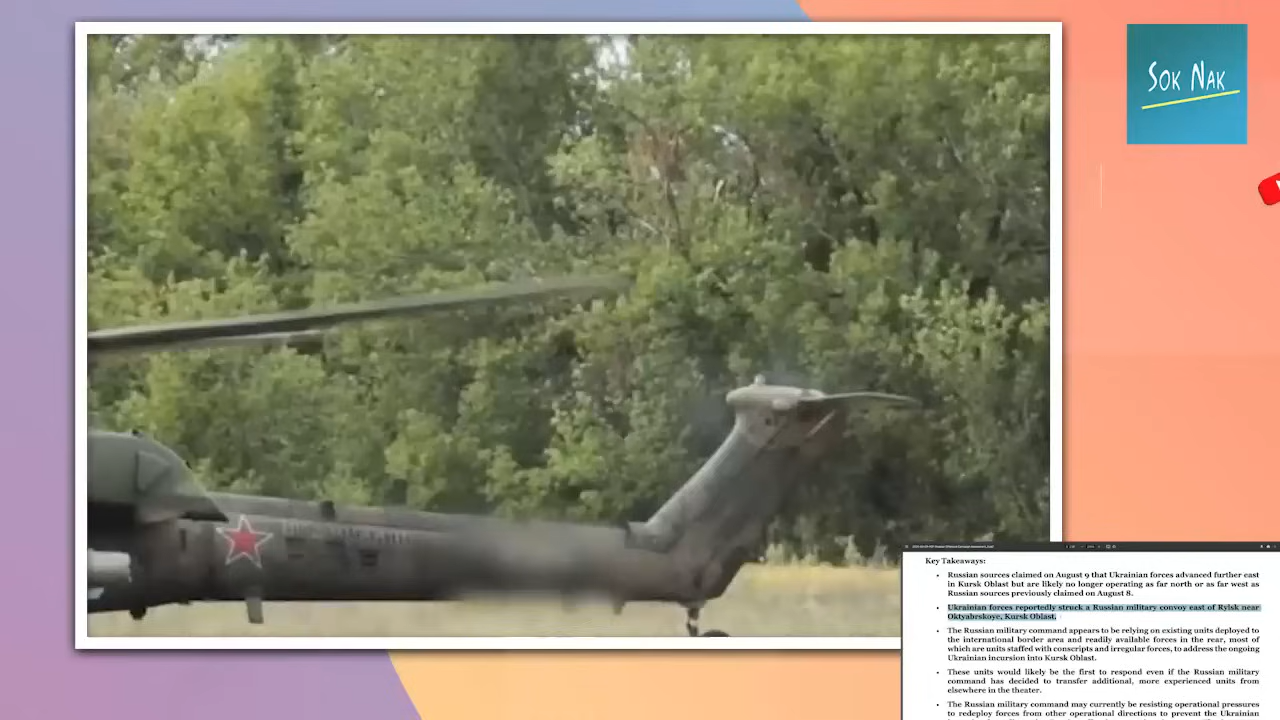 SOK NAK
Key Takeaways:
• Russian sources claimed on August 9 that Ukrainian forces advanced further east
in Kursk Oblast but are likely no longer operating as far north or as far west as
Russian sources previously claimed on August 8.
• Ukrainian forces reportedly struck a Russian military convoy east of Rylsk near
Oktyabrskoye, Kursk Oblast.
• The Russian military command appears to be relying on existing units deployed to
the international border area and readily available forces in the rear, most of
which are units staffed with conscripts and irregular forces, to address the ongoing
Ukrainian incursion into Kursk Oblast.
• These units would likely be the first to respond even if the Russian military
command has decided to transfer additional, more experienced units from
elsewhere in the theater.
• The Russian military command may currently be resisting operational pressures
to redeploy forces from other operational directions to prevent the Ukrainian